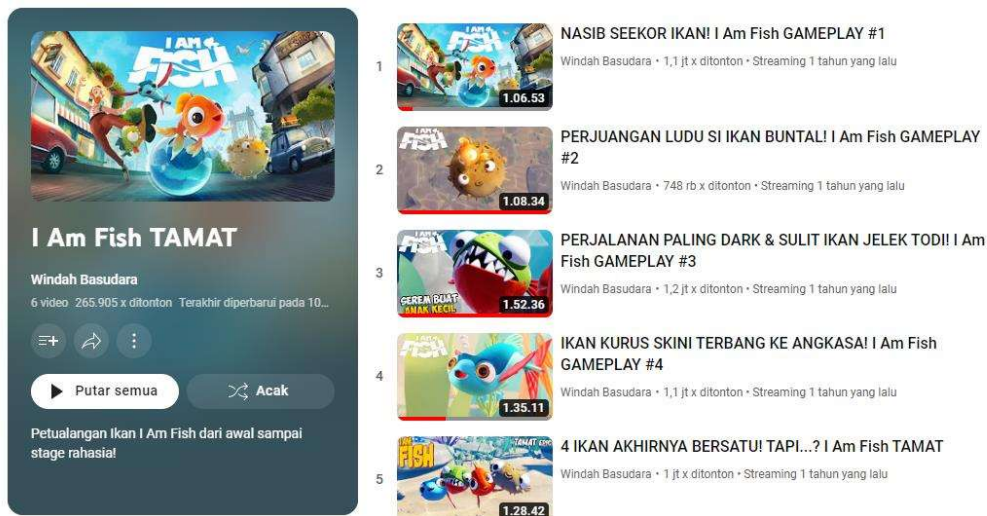 I AM
FISH
I Am Fish TAMAT
Windah Basudara
6 video 265.905 x ditonton Terakhir diperbarui pada 10...
Putar semua
Acak
Petualangan Ikan I Am Fish dari awal sampai
stage rahasia!
1
I AM
FISH
1.06.53
NASIB SEEKOR IKAN! I Am Fish GAMEPLAY #1
Windah Basudara • 1,1 jt x ditonton • Streaming 1 tahun yang lalu
2
I AM
FISH
1.08.34
PERJUANGAN LUDU SI IKAN BUNTAL! I Am Fish GAMEPLAY
#2
Windah Basudara • 748 rb x ditonton • Streaming 1 tahun yang lalu
3
I AM
FISH
SEREM BUAT
ANAK KECIL
1.52.36
PERJALANAN PALING DARK & SULIT IKAN JELEK TODI! I Am
Fish GAMEPLAY #3
Windah Basudara • 1,2 jt x ditonton • Streaming 1 tahun yang lalu
4
I AM
FISH
1.35.11
IKAN KURUS SKINI TERBANG KE ANGKASA! I Am Fish
GAMEPLAY #4
Windah Basudara • 1,1 jt x ditonton • Streaming 1 tahun yang lalu
5
FISH
TAMAT EPIC
1.28.42
4 IKAN AKHIRNYA BERSATU! TAPI...? I Am Fish TAMAT
Windah Basudara • 1 jt x ditonton • Streaming 1 tahun yang lalu